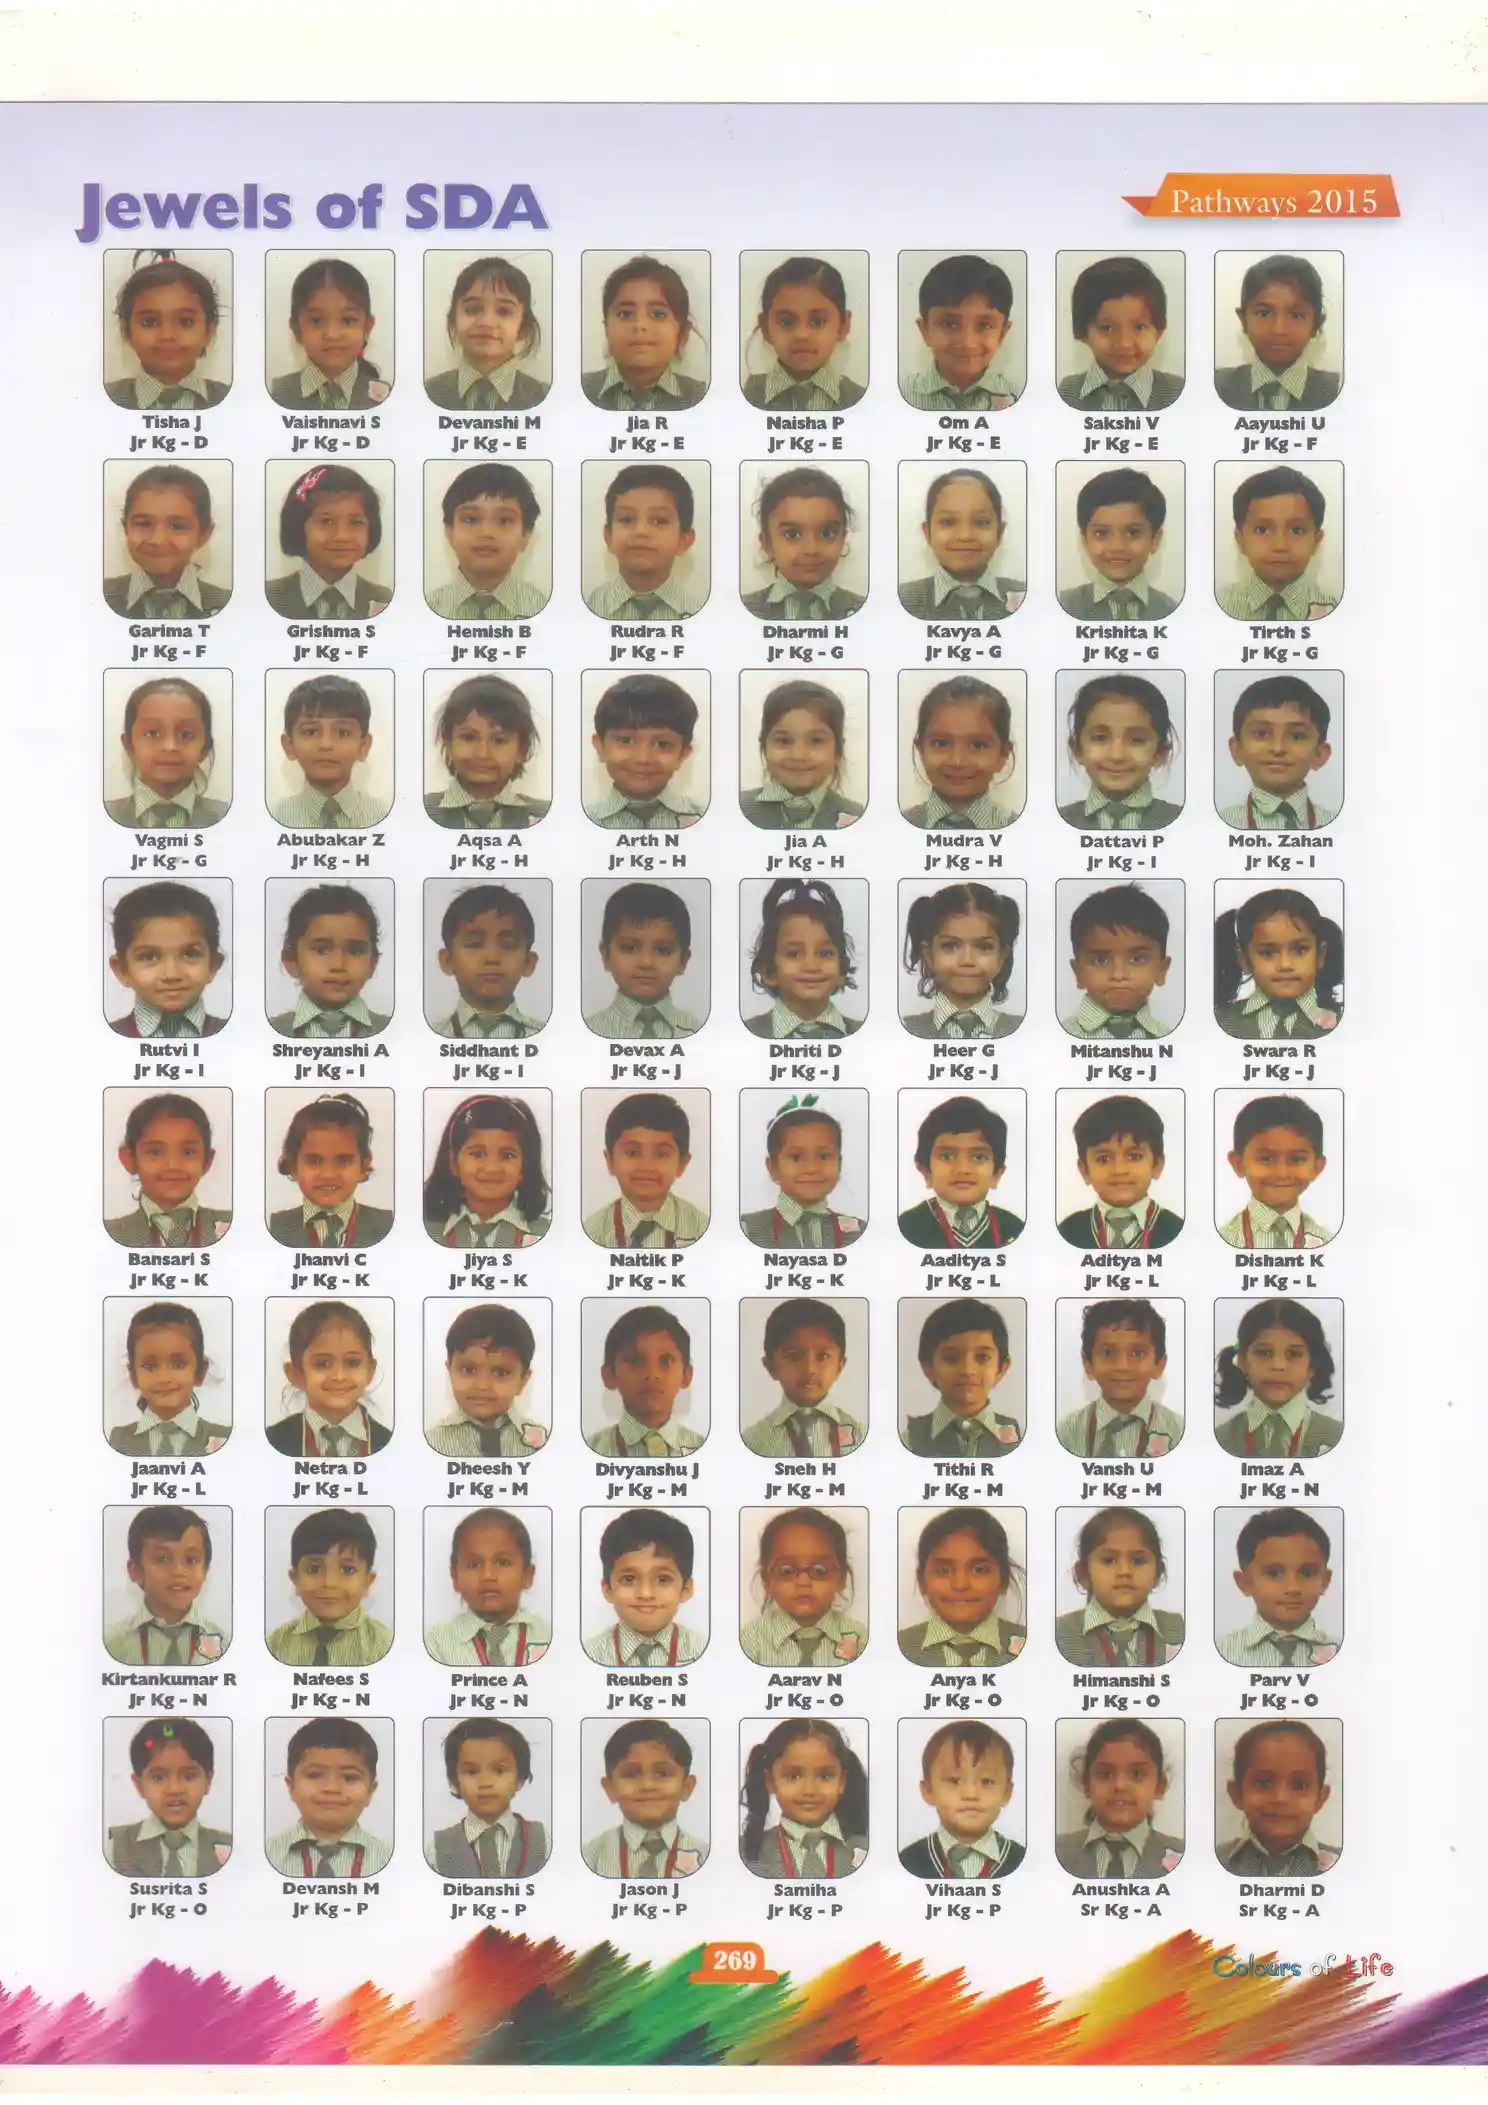 Jewels of SDA
Pathways 2015
Tisha J Vaishnavi S Devanshi M Jia R Naisha P Om A Sakshi V Aayushi U
Jr Kg - D Jr Kg - D Jr Kg - E Jr Kg - E Jr Kg - E Jr Kg - E Jr Kg - E Jr Kg - F
Garima T Grishma S Hemish B Rudra R Dharmi H Kavya A Krishita K Tirth S
Jr Kg - F Jr Kg - F Jr Kg - F Jr Kg - F Jr Kg - G Jr Kg - G Jr Kg - G Jr Kg - G
Vagmi S Abubakar Z Aqsa A Arth N Jia A Mudra V Dattavi P Moh. Zahan
Jr Kg - G Jr Kg - H Jr Kg - H Jr Kg - H Jr Kg - H Jr Kg - H Jr Kg - I Jr Kg - I
Rutvi I Shreyanshi A Siddhant D Devax A Dhriti D Heer G Mitanshu N Swara R
Jr Kg - I Jr Kg - I Jr Kg - I Jr Kg - J Jr Kg - J Jr Kg - J Jr Kg - J Jr Kg - J
Bansari S Jhanvi C Jiya S Naitik P Nayasa D Aaditya S Aditya M Dishant K
Jr Kg - K Jr Kg - K Jr Kg - K Jr Kg - K Jr Kg - K Jr Kg - L Jr Kg - L Jr Kg - L
Jaanvi A Netra D Dheesh Y Divyanshu J Sneh H Tithi R Vansh U Imaz A
Jr Kg - L Jr Kg - L Jr Kg - M Jr Kg - M Jr Kg - M Jr Kg - M Jr Kg - M Jr Kg - N
Kirtankumar R Nafees S Prince A Reuben S Aarav N Anya K Himanshi S Parv V
Jr Kg - N Jr Kg - N Jr Kg - N Jr Kg - N Jr Kg - O Jr Kg - O Jr Kg - O Jr Kg - O
Susrita S Devansh M Dibanshi S Jason J Samiha Vihaan S Anushka A Dharmi D
Jr Kg - O Jr Kg - P Jr Kg - P Jr Kg - P Jr Kg - P Jr Kg - P Sr Kg - A Sr Kg - A
269
Colours of Life